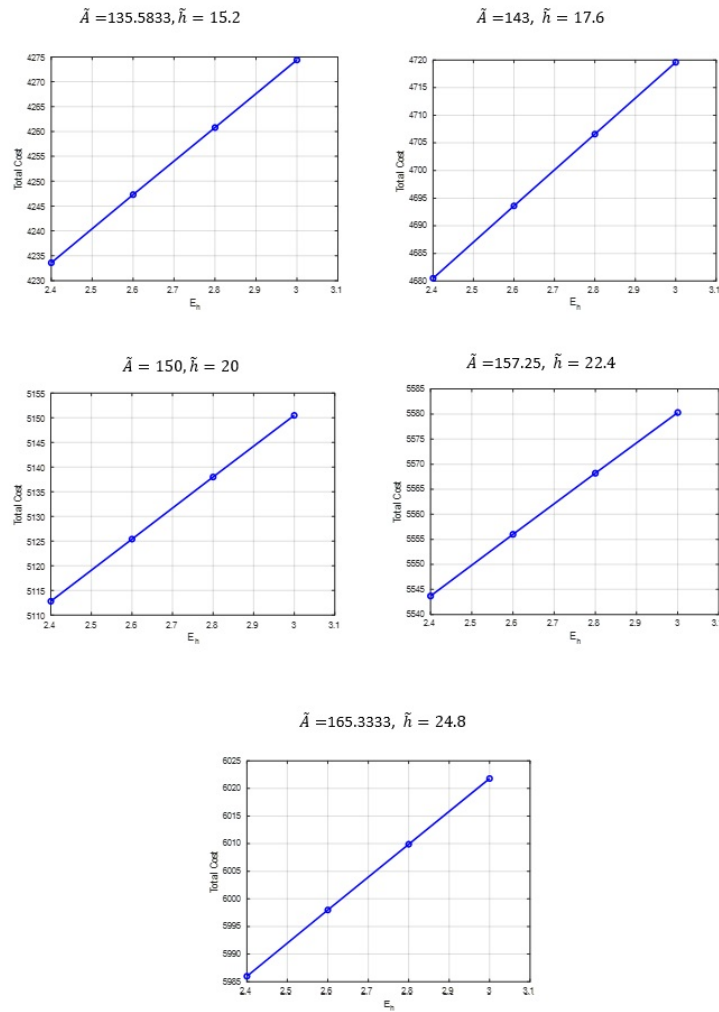 Ã =135.5833, h̃ = 15.2
Ã =143, h̃ = 17.6
4275
4270
4265
4260
4255
4250
4245
4240
4235
4230
Total Cost
2.4 2.5 2.6 2.7 2.8 2.9 3 3.1
E_h
4720
4715
4710
4705
4700
4695
4690
4685
4680
Total Cost
2.4 2.5 2.6 2.7 2.8 2.9 3 3.1
E_h
Ã = 150, h̃ = 20
Ã =157.25, h̃ = 22.4
5155
5150
5145
5140
5135
5130
5125
5120
5115
5110
Total Cost
2.4 2.5 2.6 2.7 2.8 2.9 3 3.1
E_h
5585
5580
5575
5570
5565
5560
5555
5550
5545
5540
Total Cost
2.4 2.5 2.6 2.7 2.8 2.9 3 3.1
E_h
Ã =165.3333, h̃ = 24.8
6025
6020
6015
6010
6005
6000
5995
5990
5985
Total Cost
2.4 2.5 2.6 2.7 2.8 2.9 3 3.1
E_h